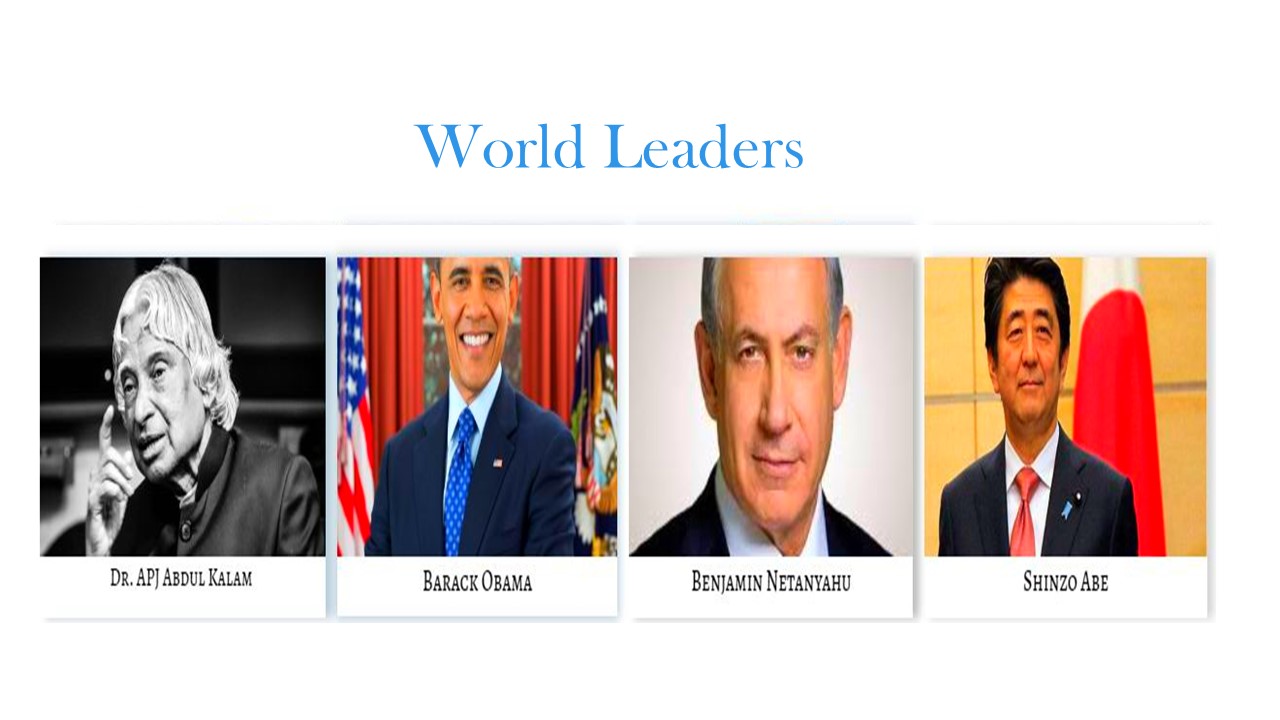 World Leaders
Dr. APJ Abdul Kalam
Barack Obama
Benjamin Netanyahu
Shinzo Abe